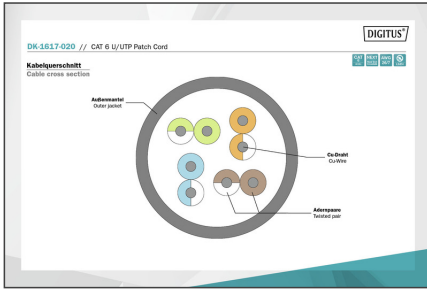 DIGITUS®
DK-1617-020 // CAT 6 U/UTP Patch Cord
Kabelquerschnitt
Cable cross section
Außenmantel
Outer jacket
Cu-Draht
Cu-Wire
Aderspaare
Twisted pair